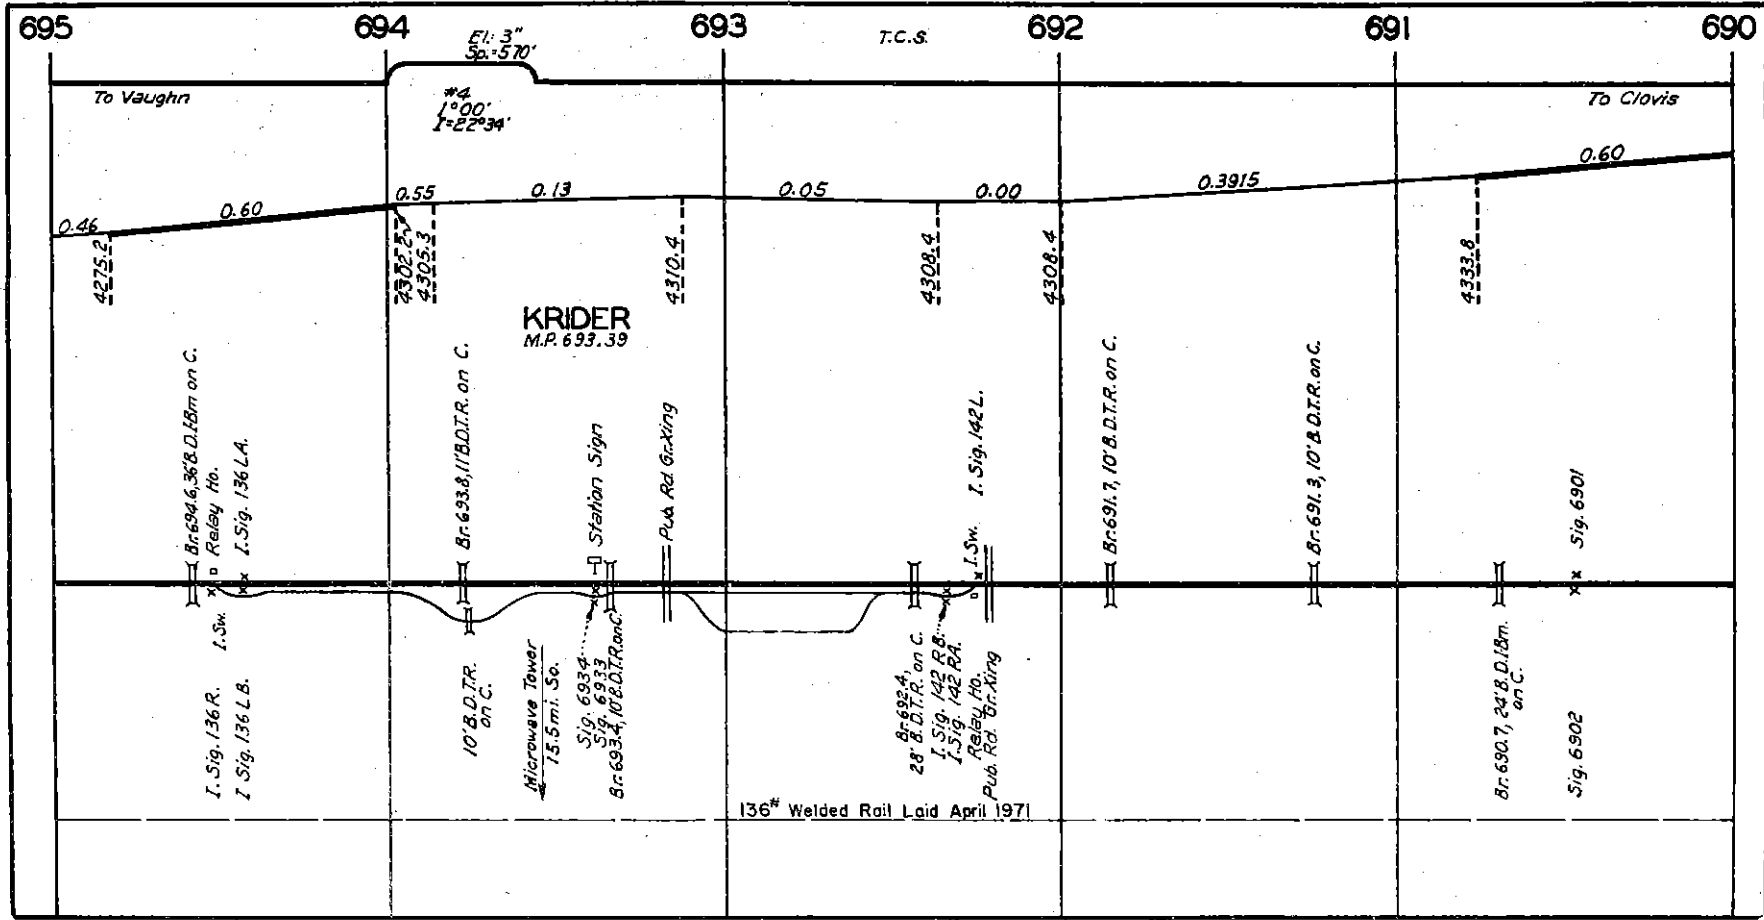 695 694 693 692 691 690
El: 3"
Sp.=570'
T.C.S.
To Vaughn
#4
1°00'
I=22°34'
To Clovis
0.46 0.60 0.55 0.13 0.05 0.00 0.3915 0.60
4275.2
4302.2
4305.3
4310.4
4308.4
4308.4
4333.8
KRIDER
M.P. 693.39
Br. 694.6, 36' B.D. I Bm on C.
Relay Ho.
I. Sig. 136 LA.
Br. 693.8, 11' B.D.T.R. on C.
Station Sign
Pub. Rd. Gr. Xing
I. Sw.
I. Sig. 142 L.
Br. 691.7, 10' B.D.T.R. on C.
Br. 691.3, 10' B.D.T.R. on C.
Sig. 6901
I. Sig. 136 R.
I. Sw.
I Sig. 136 LB.
10' B.D.T.R.
on C.
Microwave Tower
15.5 mi. So.
Sig. 6934
Sig. 6933
Br. 693.4, 10' B.D.T.R. on C.
Br. 692.4,
28' B.D.T.R. on C.
I. Sig. 142 RB.
I. Sig. 142 RA.
Relay Ho.
Pub. Rd. Gr. Xing
Br. 690.7, 24' B.D. I Bm.
on C.
Sig. 6902
136# Welded Rail Laid April 1971